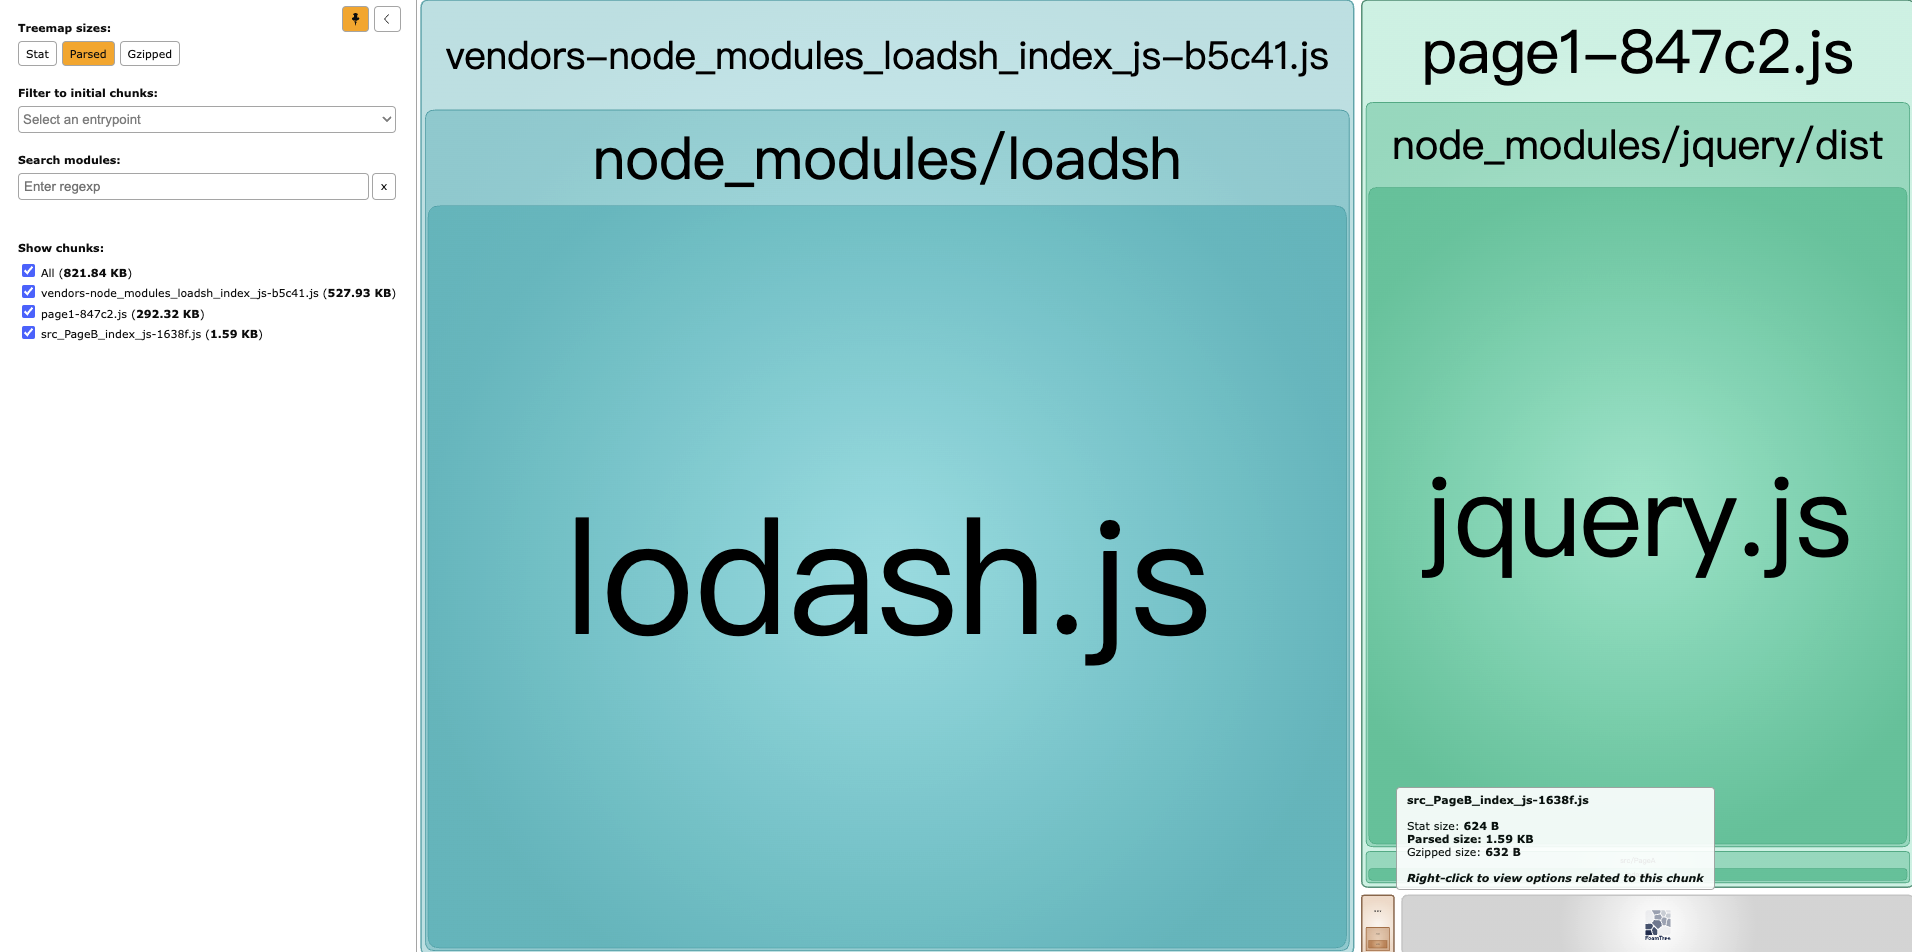 Treemap sizes:
Stat Parsed Gzipped
Filter to initial chunks:
Select an entrypoint
Search modules:
Enter regexp x
Show chunks:
All (821.84 KB)
vendors-node_modules_loadsh_index_js-b5c41.js (527.93 KB)
page1-847c2.js (292.32 KB)
src_PageB_index_js-1638f.js (1.59 KB)
vendors-node_modules_loadsh_index_js-b5c41.js
node_modules/loadsh
lodash.js
page1-847c2.js
node_modules/jquery/dist
jquery.js
src_PageB_index_js-1638f.js
Stat size: 624 B
Parsed size: 1.59 KB
Gzipped size: 632 B
Right-click to view options related to this chunk
...
FoamTree